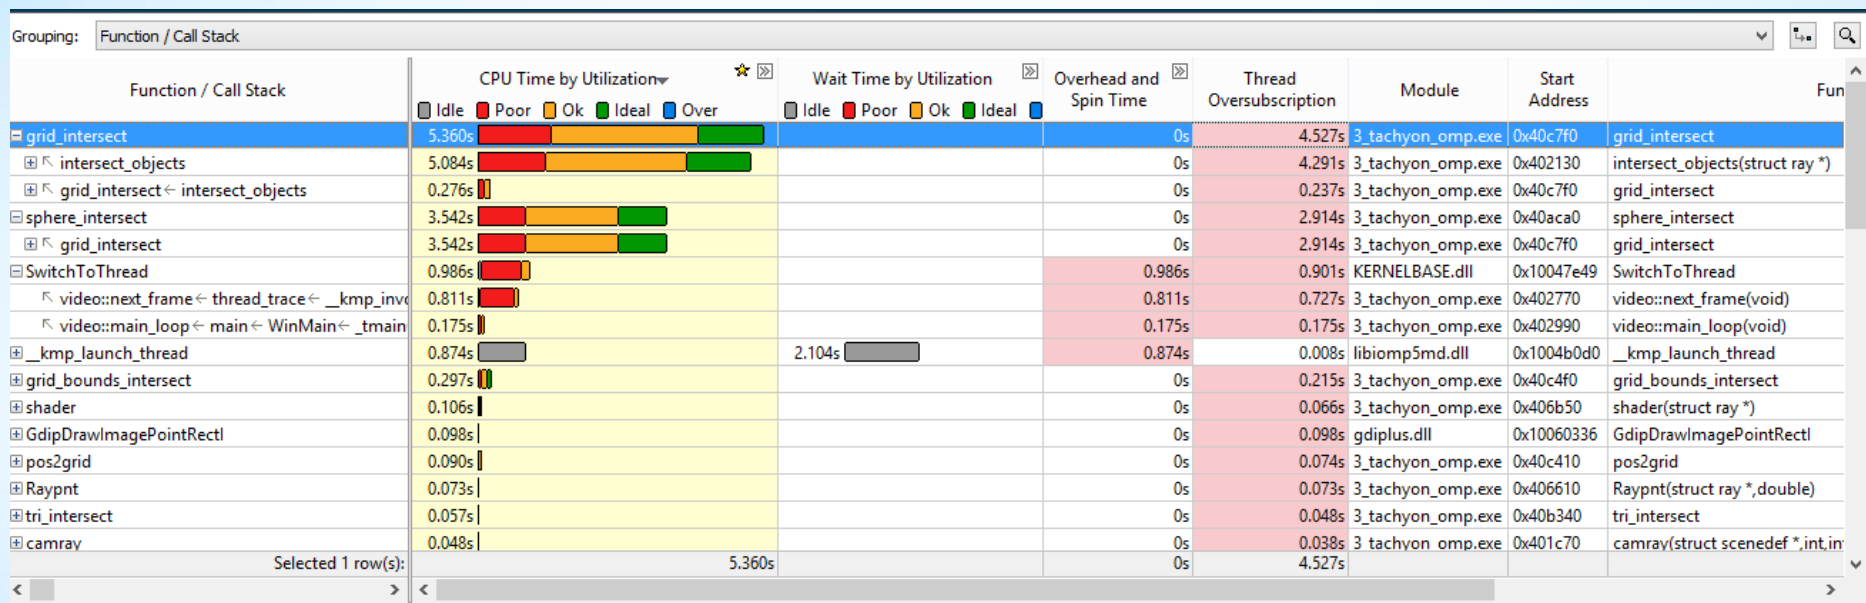 Grouping: Function / Call Stack
Function / Call Stack CPU Time by Utilization Wait Time by Utilization Overhead and Spin Time Thread Oversubscription Module Start Address Fun
Idle Poor Ok Ideal Over Idle Poor Ok Ideal
grid_intersect 5.360s 0s 4.527s 3_tachyon_omp.exe 0x40c7f0 grid_intersect
intersect_objects 5.084s 0s 4.291s 3_tachyon_omp.exe 0x402130 intersect_objects(struct ray *)
grid_intersect ← intersect_objects 0.276s 0s 0.237s 3_tachyon_omp.exe 0x40c7f0 grid_intersect
sphere_intersect 3.542s 0s 2.914s 3_tachyon_omp.exe 0x40aca0 sphere_intersect
grid_intersect 3.542s 0s 2.914s 3_tachyon_omp.exe 0x40c7f0 grid_intersect
SwitchToThread 0.986s 0.986s 0.901s KERNELBASE.dll 0x10047e49 SwitchToThread
video::next_frame ← thread_trace ← __kmp_invo 0.811s 0.811s 0.727s 3_tachyon_omp.exe 0x402770 video::next_frame(void)
video::main_loop ← main ← WinMain ← _tmain 0.175s 0.175s 0.175s 3_tachyon_omp.exe 0x402990 video::main_loop(void)
__kmp_launch_thread 0.874s 2.104s 0.874s 0.008s libiomp5md.dll 0x1004b0d0 __kmp_launch_thread
grid_bounds_intersect 0.297s 0s 0.215s 3_tachyon_omp.exe 0x40c4f0 grid_bounds_intersect
shader 0.106s 0s 0.066s 3_tachyon_omp.exe 0x406b50 shader(struct ray *)
GdipDrawImagePointRectI 0.098s 0s 0.098s gdiplus.dll 0x10060336 GdipDrawImagePointRectI
pos2grid 0.090s 0s 0.074s 3_tachyon_omp.exe 0x40c410 pos2grid
Raypnt 0.073s 0s 0.073s 3_tachyon_omp.exe 0x406610 Raypnt(struct ray *,double)
tri_intersect 0.057s 0s 0.048s 3_tachyon_omp.exe 0x40b340 tri_intersect
camray 0.048s 0s 0.038s 3_tachyon_omp.exe 0x401c70 camray(struct scenedef *,int,in
Selected 1 row(s): 5.360s 0s 4.527s